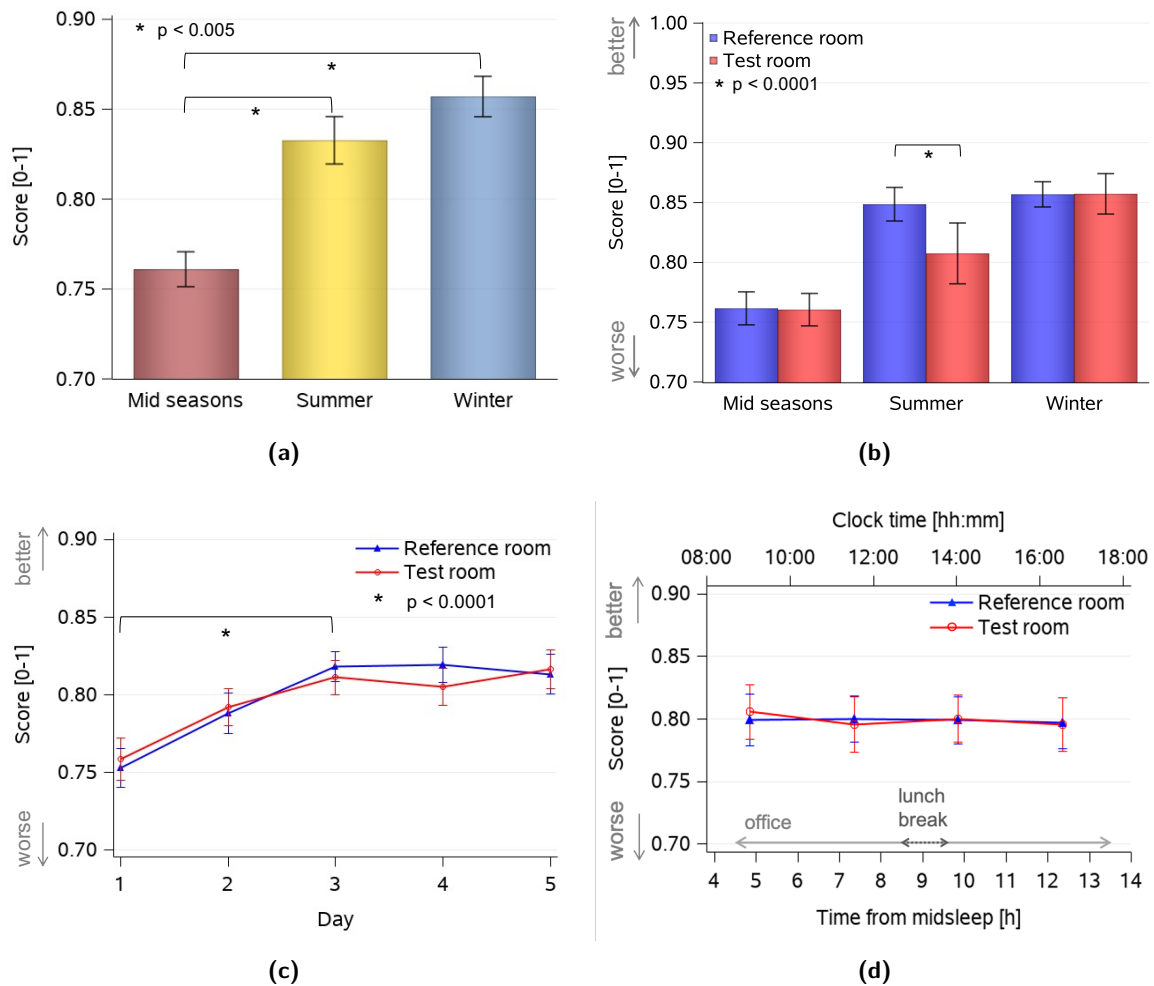 0.90
* p < 0.005
*
*
0.85
0.80
0.75
0.70
Score [0-1]
Mid seasons Summer Winter
(a)
better
1.00
Reference room
Test room
* p < 0.0001
0.95
0.90
*
0.85
0.80
0.75
0.70
Score [0-1]
worse
Mid seasons Summer Winter
(b)
better
0.90
Reference room
Test room
* p < 0.0001
0.85
*
0.80
0.75
0.70
Score [0-1]
worse
1 2 3 4 5
Day
(c)
Clock time [hh:mm]
08:00 10:00 12:00 14:00 16:00 18:00
better
0.90
Reference room
Test room
0.85
0.80
0.75
0.70
Score [0-1]
worse
office
lunch
break
4 5 6 7 8 9 10 11 12 13 14
Time from midsleep [h]
(d)